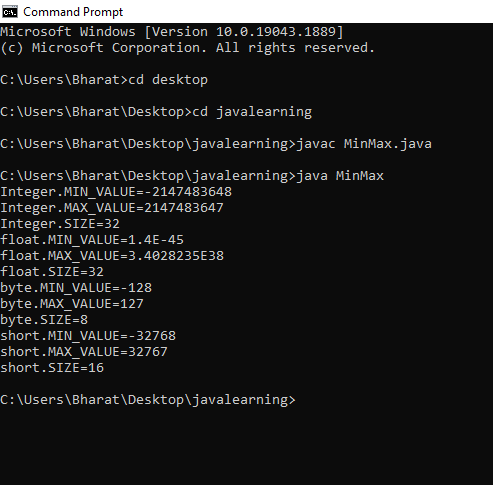 Command Prompt
Microsoft Windows [Version 10.0.19043.1889]
(c) Microsoft Corporation. All rights reserved.
C:\Users\Bharat>cd desktop
C:\Users\Bharat\Desktop>cd javalearning
C:\Users\Bharat\Desktop\javalearning>javac MinMax.java
C:\Users\Bharat\Desktop\javalearning>java MinMax
Integer.MIN_VALUE=-2147483648
Integer.MAX_VALUE=2147483647
Integer.SIZE=32
float.MIN_VALUE=1.4E-45
float.MAX_VALUE=3.4028235E38
float.SIZE=32
byte.MIN_VALUE=-128
byte.MAX_VALUE=127
byte.SIZE=8
short.MIN_VALUE=-32768
short.MAX_VALUE=32767
short.SIZE=16
C:\Users\Bharat\Desktop\javalearning>